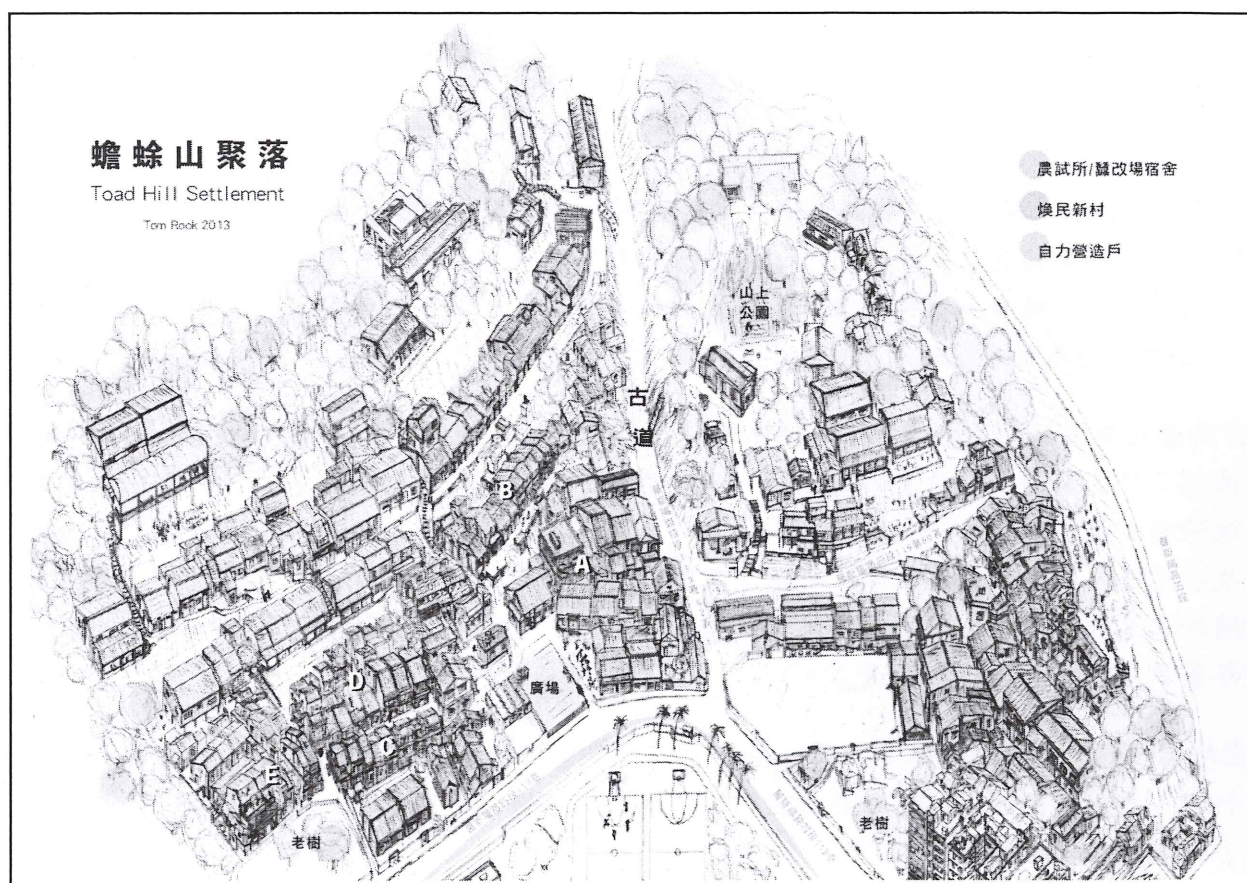 蟾蜍山聚落
Toad Hill Settlement
Tom Rook 2013
農試所/蠶改場宿舍
煥民新村
自力營造戶
山上
公園
古
道
B
A
廣場
D
C
E
老樹
老樹